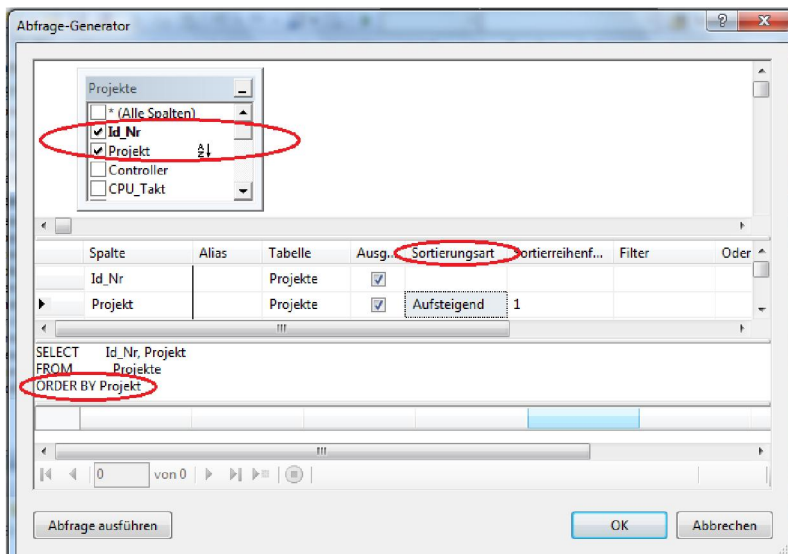 Abfrage-Generator
Projekte
* (Alle Spalten)
Id_Nr
Projekt
Controller
CPU_Takt
Spalte Alias Tabelle Ausg... Sortierungsart Sortierreihenf... Filter Oder
Id_Nr Projekte
Projekt Projekte Aufsteigend 1
SELECT Id_Nr, Projekt
FROM Projekte
ORDER BY Projekt
0 von 0
Abfrage ausführen OK Abbrechen